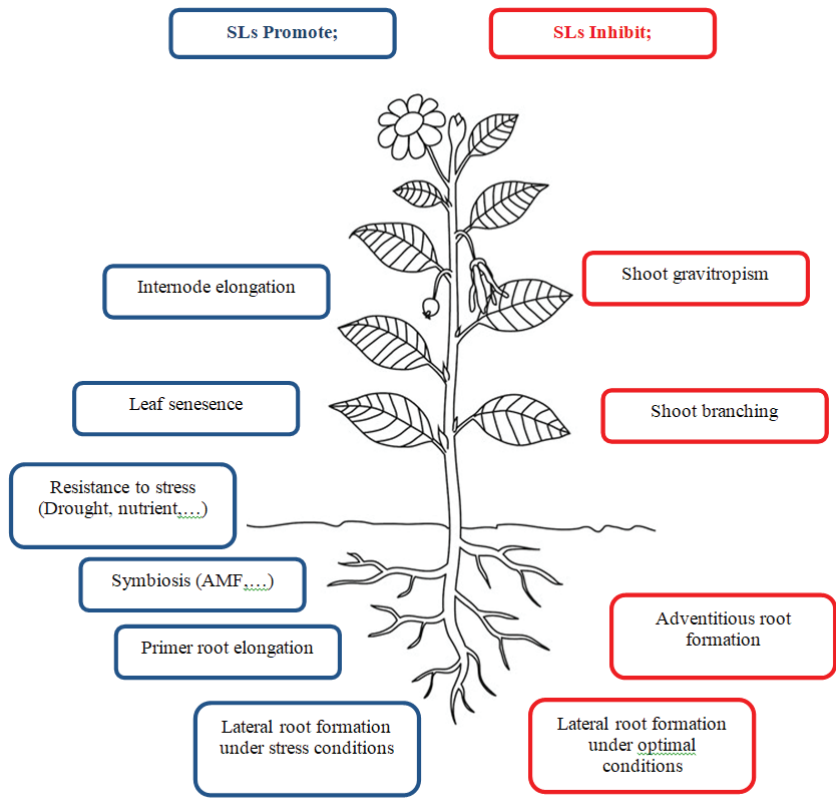 SLs Promote;
SLs Inhibit;
Internode elongation
Shoot gravitropism
Leaf senesence
Shoot branching
Resistance to stress
(Drought, nutrient,…)
Symbiosis (AMF,…)
Adventitious root
formation
Primer root elongation
Lateral root formation
under stress conditions
Lateral root formation
under optimal
conditions